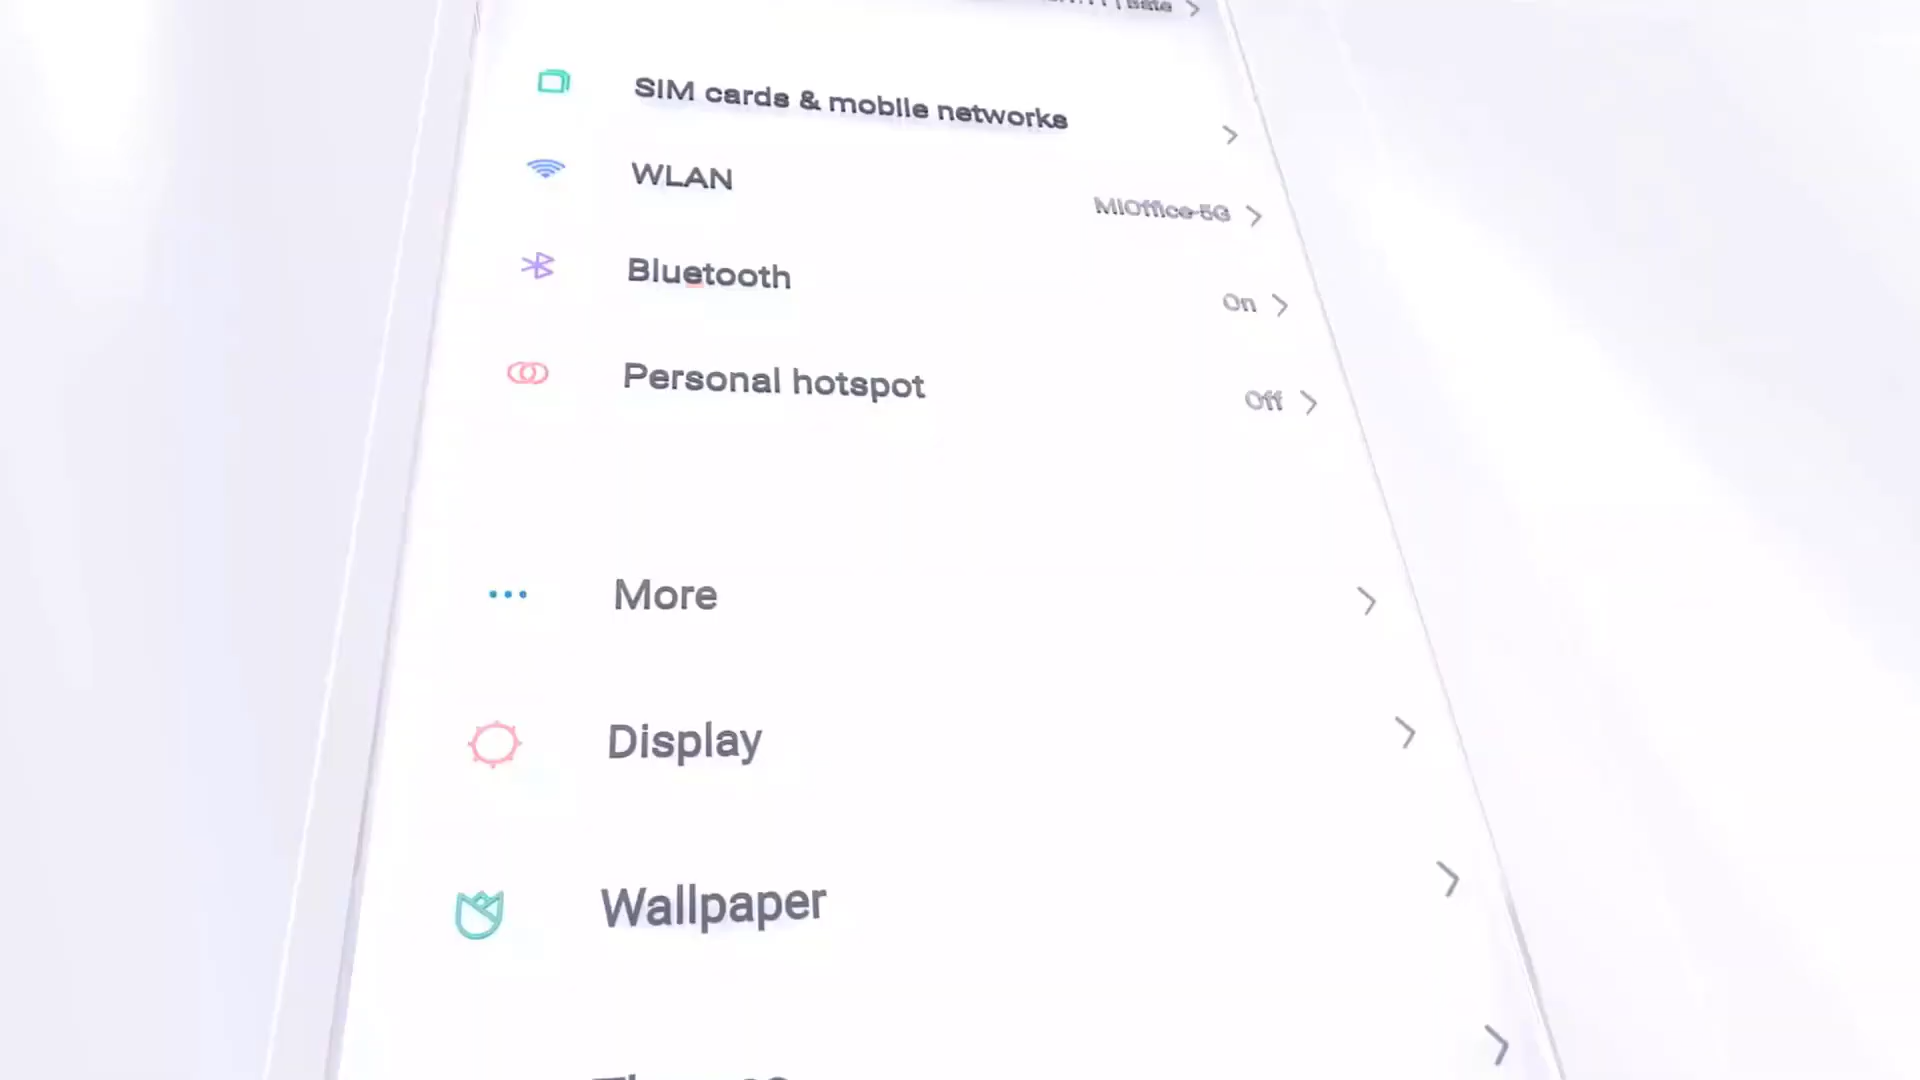 SIM cards & mobile networks
WLAN
MIOffice-5G
Bluetooth
On
Personal hotspot
Off
More
Display
Wallpaper